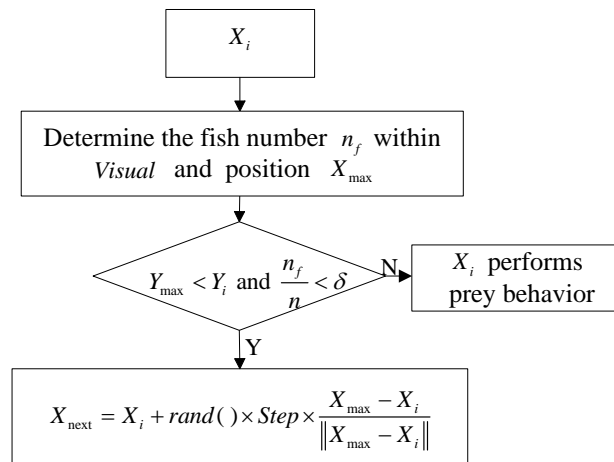 X_i
Determine the fish number n_f within
Visual and position X_max
Y_max < Y_i and n_f/n < δ
N
X_i performs
prey behavior
Y
X_next = X_i + rand( ) × Step × (X_max − X_i)/‖X_max − X_i‖